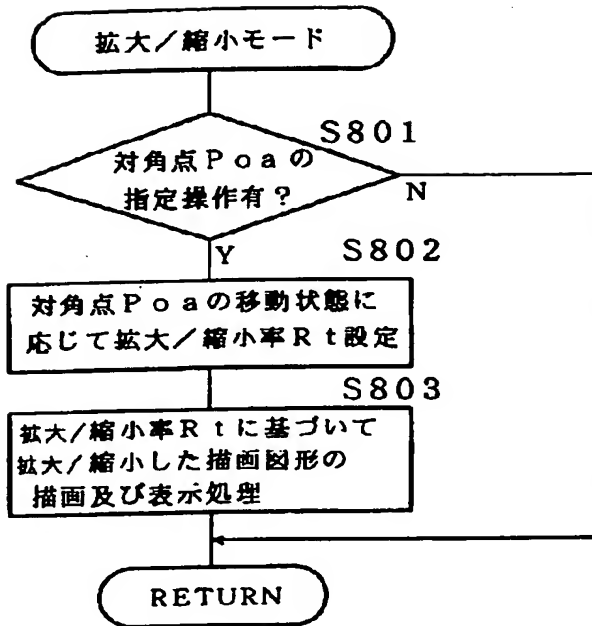 拡大/縮小モード
S801
対角点Poaの
指定操作有?
N
Y
S802
対角点Poaの移動状態に
応じて拡大/縮小率Rt設定
S803
拡大/縮小率Rtに基づいて
拡大/縮小した描画図形の
描画及び表示処理
RETURN